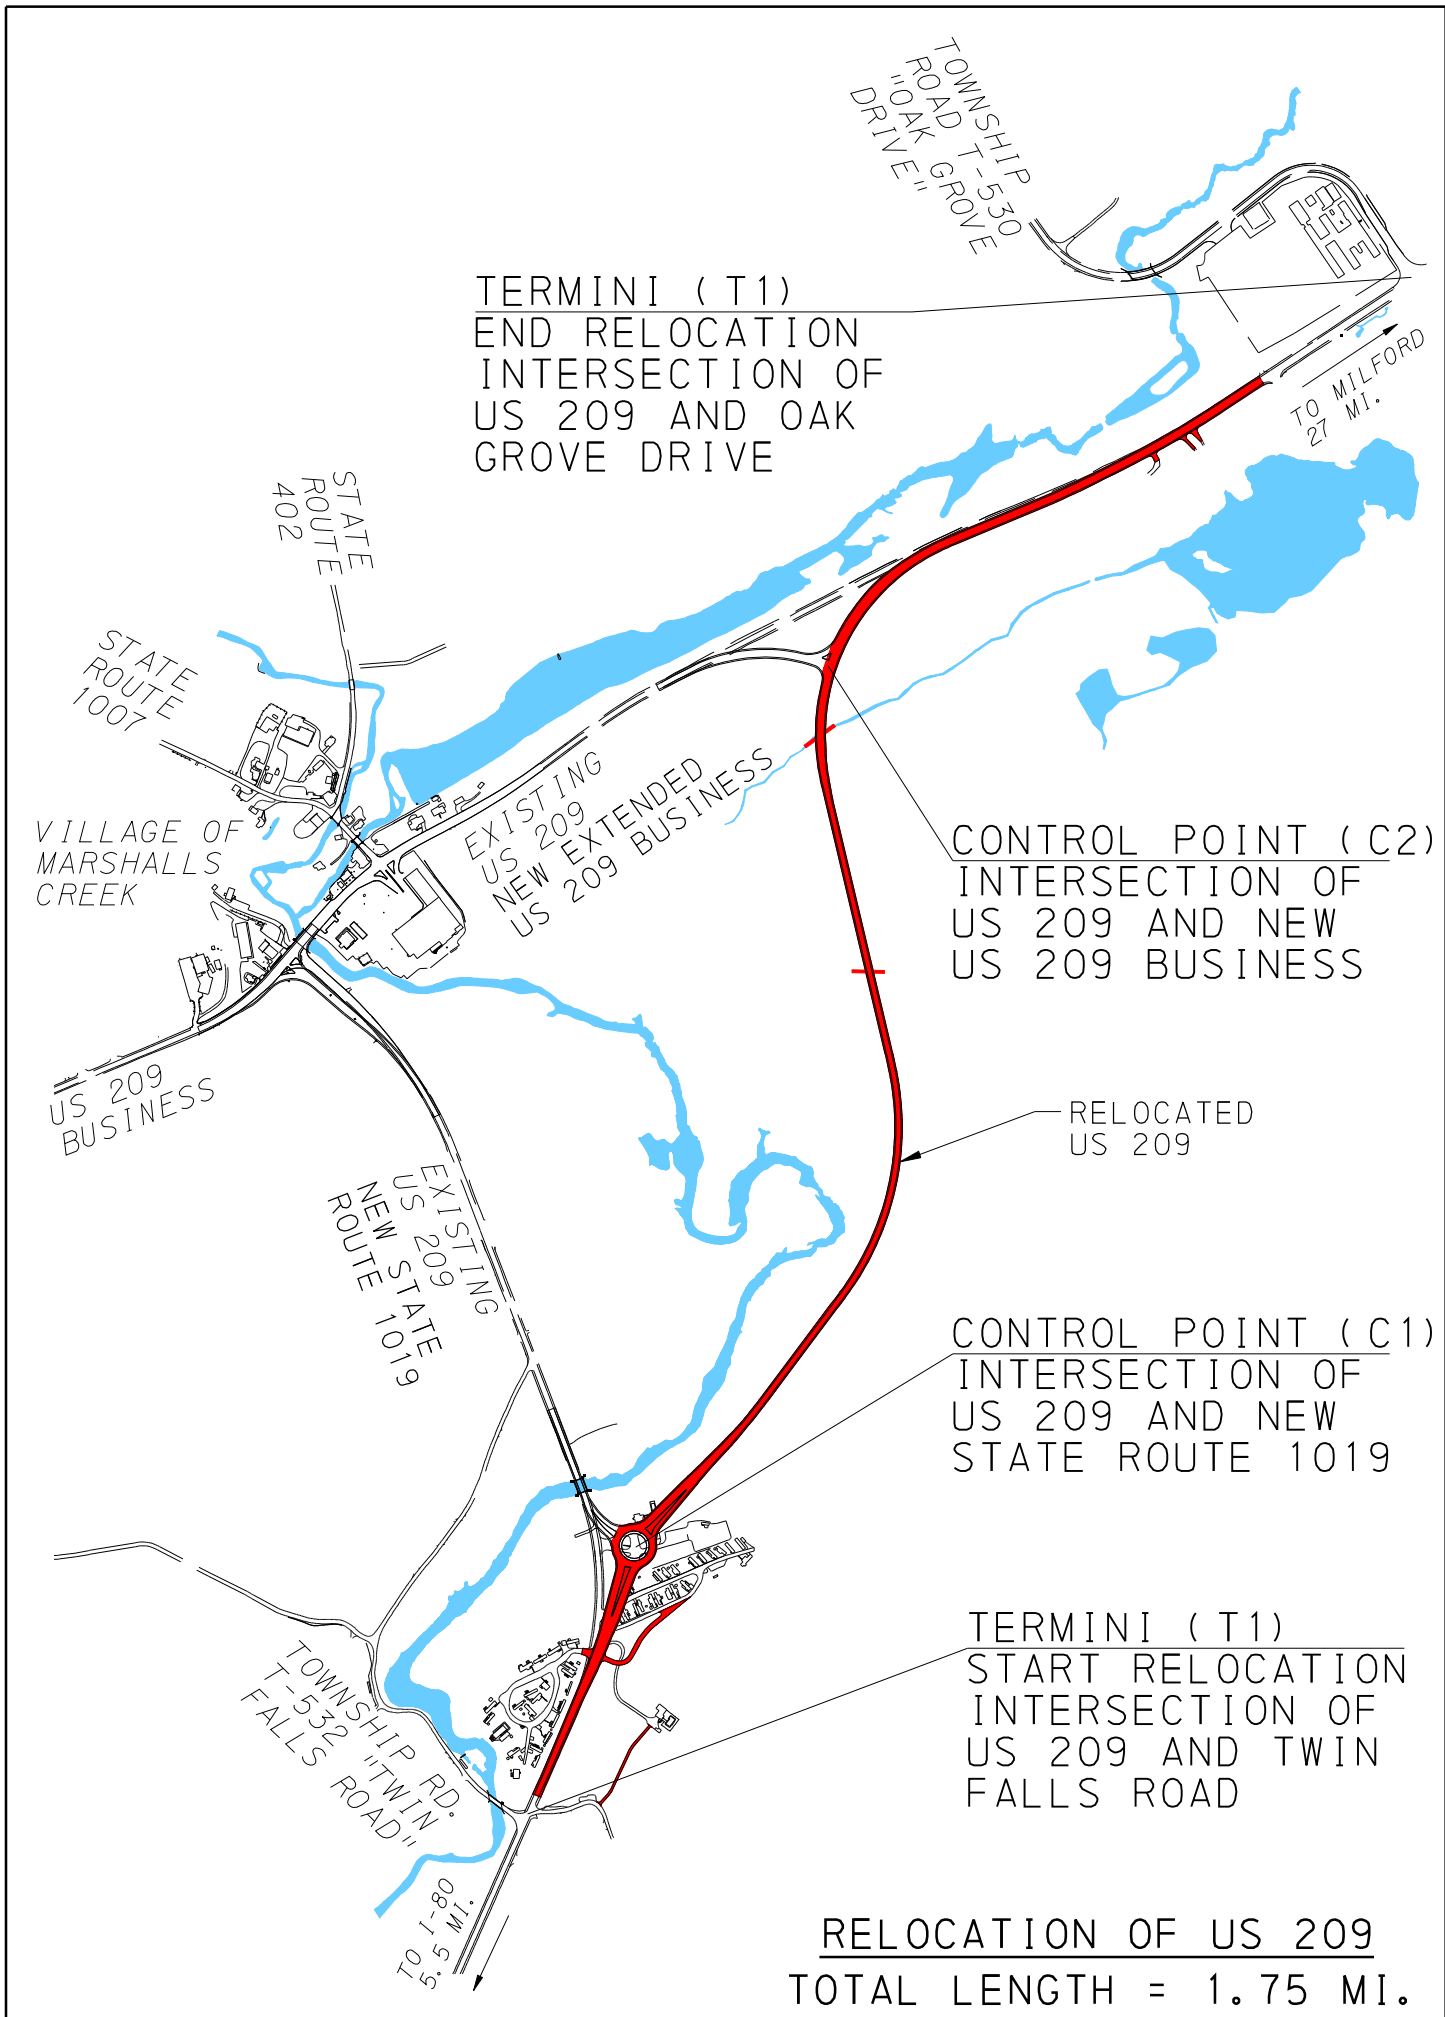 TOWNSHIP
ROAD T-530
"OAK GROVE
DRIVE"
TERMINI (T1)
END RELOCATION
INTERSECTION OF
US 209 AND OAK
GROVE DRIVE
TO MILFORD
27 MI.
STATE
ROUTE
402
STATE
ROUTE
1007
VILLAGE OF
MARSHALLS
CREEK
EXISTING
US 209
NEW EXTENDED
US 209 BUSINESS
CONTROL POINT (C2)
INTERSECTION OF
US 209 AND NEW
US 209 BUSINESS
US 209
BUSINESS
RELOCATED
US 209
EXISTING
US 209
NEW STATE
ROUTE 1019
CONTROL POINT (C1)
INTERSECTION OF
US 209 AND NEW
STATE ROUTE 1019
TERMINI (T1)
START RELOCATION
INTERSECTION OF
US 209 AND TWIN
FALLS ROAD
TOWNSHIP RD.
T-532 "TWIN
FALLS ROAD"
TO I-80
5.5 MI.
RELOCATION OF US 209
TOTAL LENGTH = 1.75 MI.